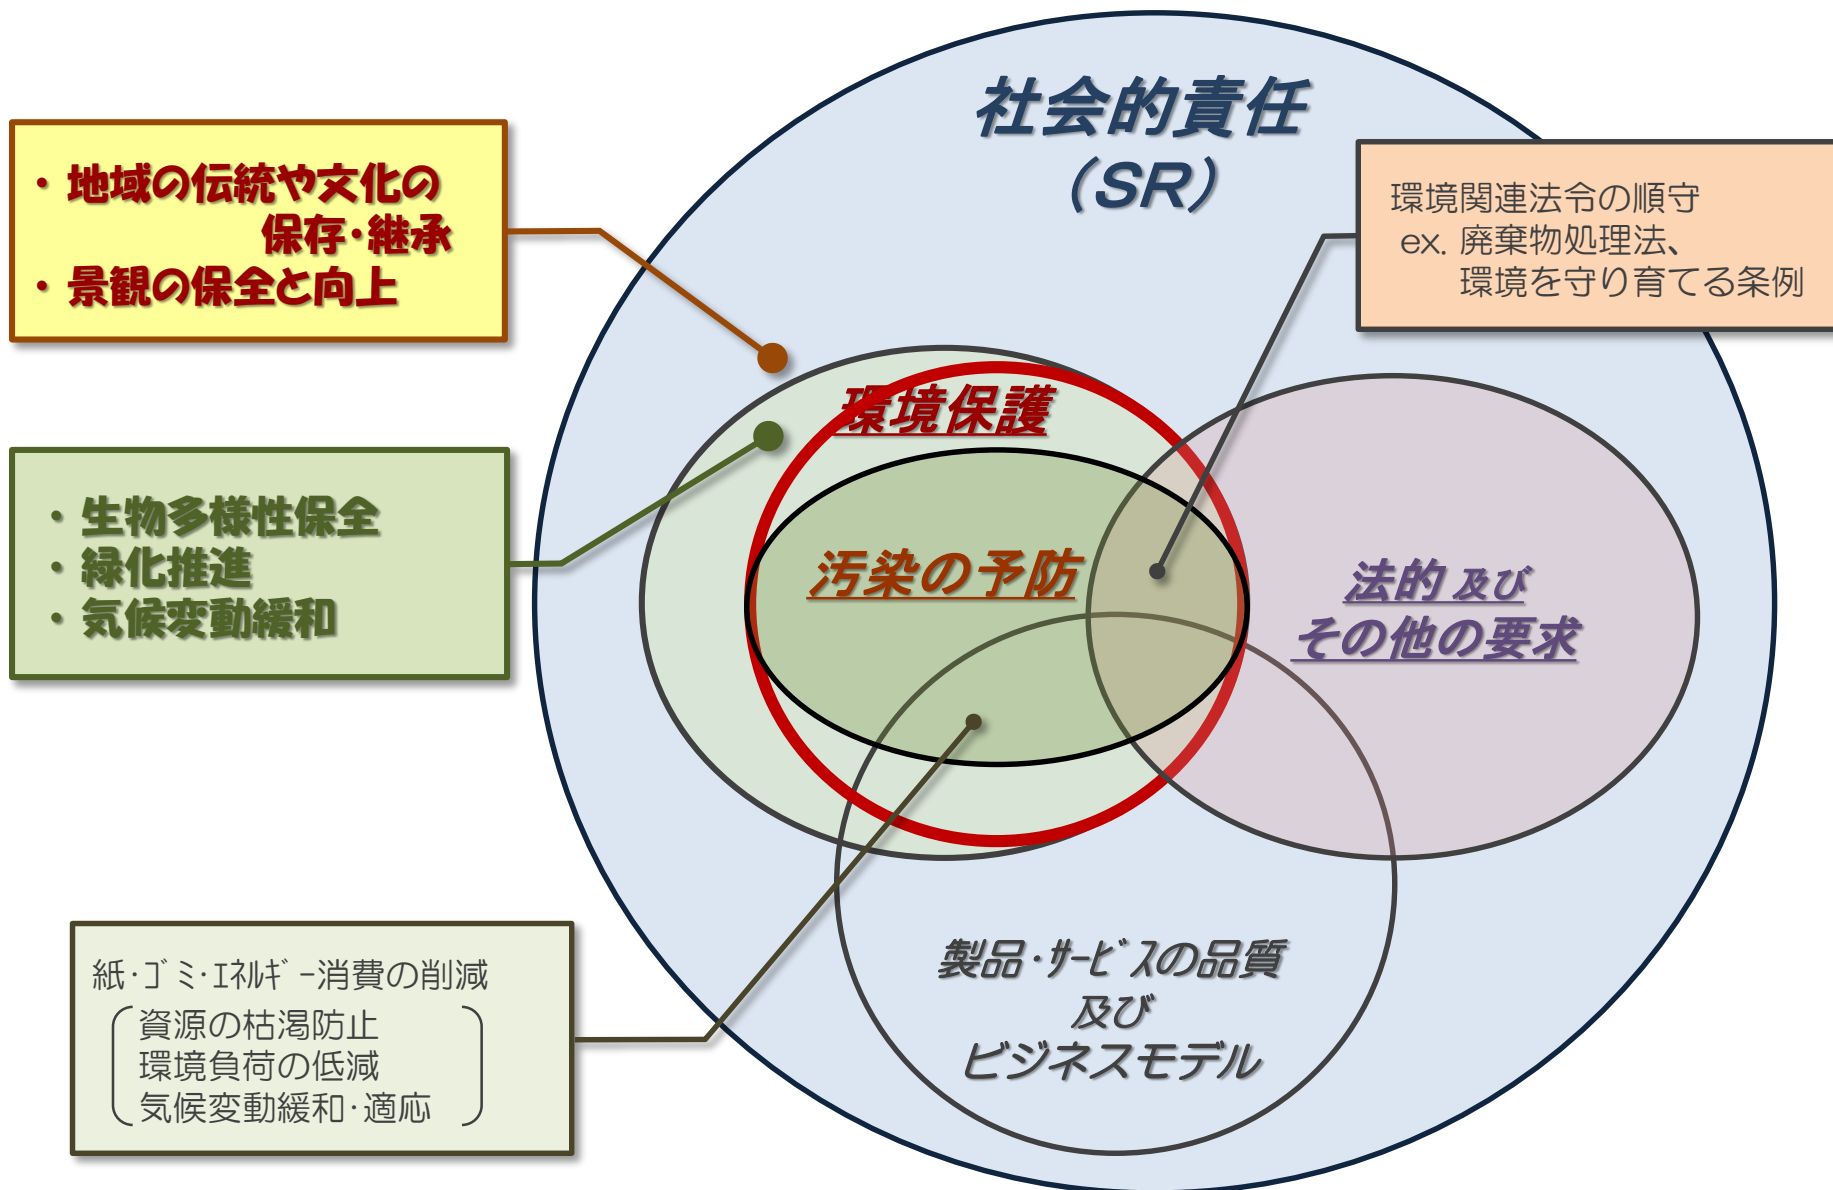 社会的責任
（SR）
・地域の伝統や文化の
保存･継承
・景観の保全と向上
環境関連法令の順守
ex. 廃棄物処理法、
環境を守り育てる条例
環境保護
・生物多様性保全
・緑化推進
・気候変動緩和
汚染の予防
法的 及び
その他の要求
製品･ｻｰﾋﾞｽの品質
及び
ビジネスモデル
紙･ｺﾞﾐ･ｴﾈﾙｷﾞｰ消費の削減
資源の枯渇防止
環境負荷の低減
気候変動緩和･適応